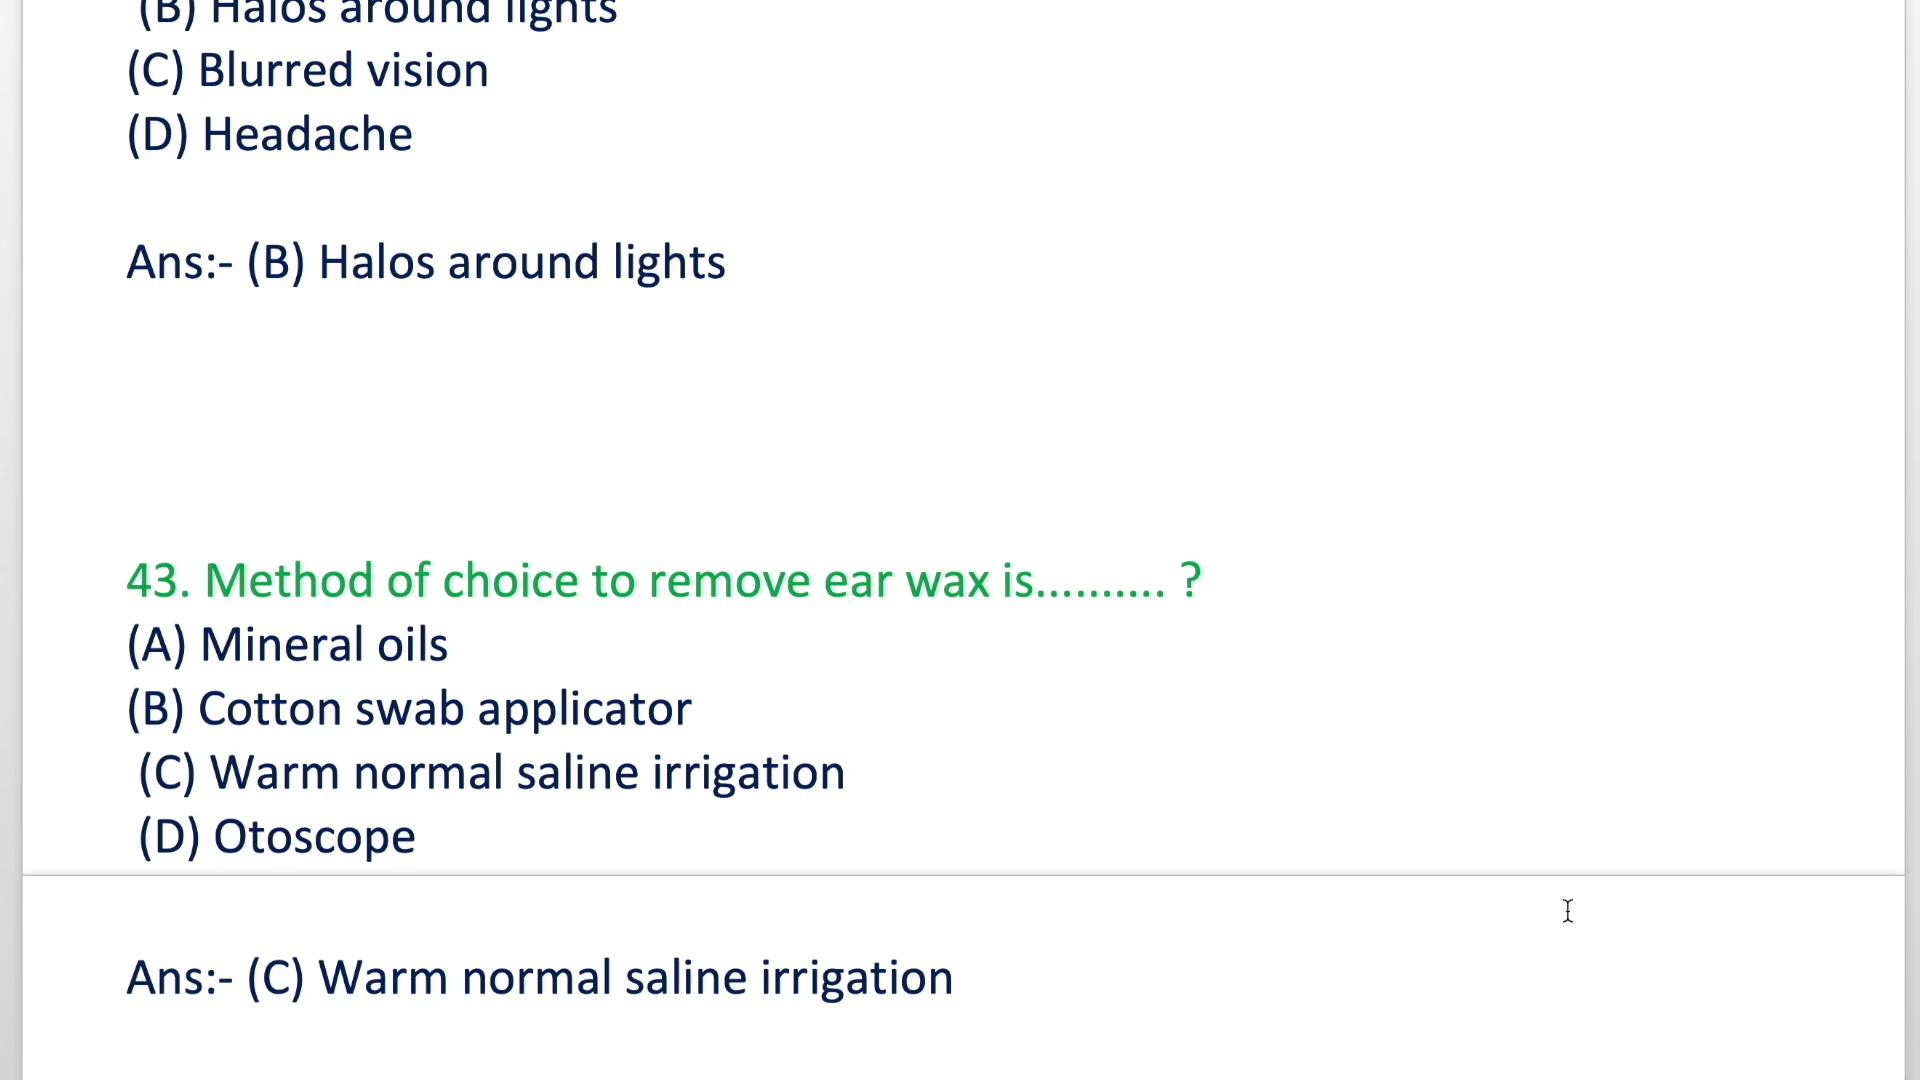 (B) Halos around lights
(C) Blurred vision
(D) Headache
Ans:- (B) Halos around lights
43. Method of choice to remove ear wax is.......... ?
(A) Mineral oils
(B) Cotton swab applicator
(C) Warm normal saline irrigation
(D) Otoscope
Ans:- (C) Warm normal saline irrigation